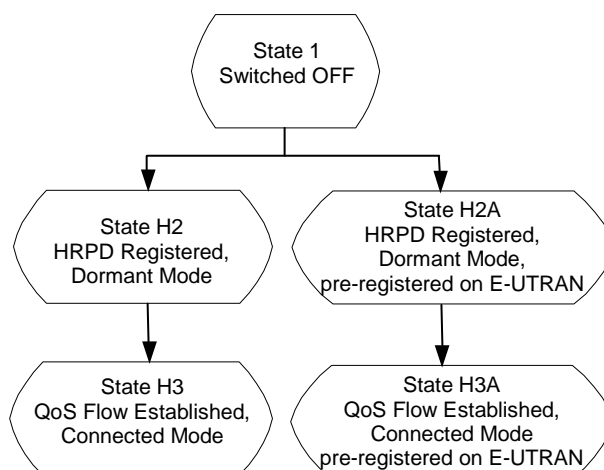 State 1
Switched OFF
State H2
HRPD Registered,
Dormant Mode
State H2A
HRPD Registered,
Dormant Mode,
pre-registered on E-UTRAN
State H3
QoS Flow Established,
Connected Mode
State H3A
QoS Flow Established,
Connected Mode
pre-registered on E-UTRAN